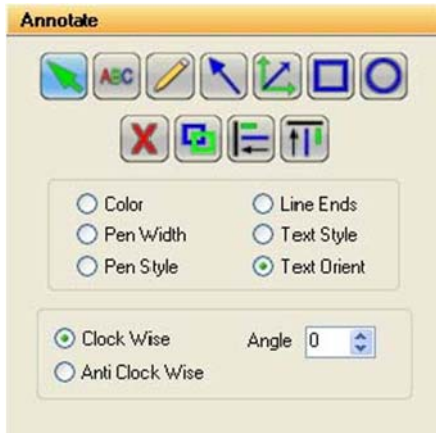 Annotate
ABC
Color Line Ends
Pen Width Text Style
Pen Style Text Orient
Clock Wise Angle 0
Anti Clock Wise